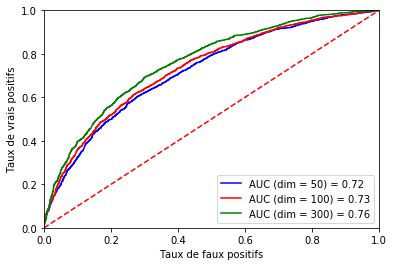 1.0
0.8
0.6
0.4
0.2
0.0
Taux de vrais positifs
AUC (dim = 50) = 0.72
AUC (dim = 100) = 0.73
AUC (dim = 300) = 0.76
0.0 0.2 0.4 0.6 0.8 1.0
Taux de faux positifs